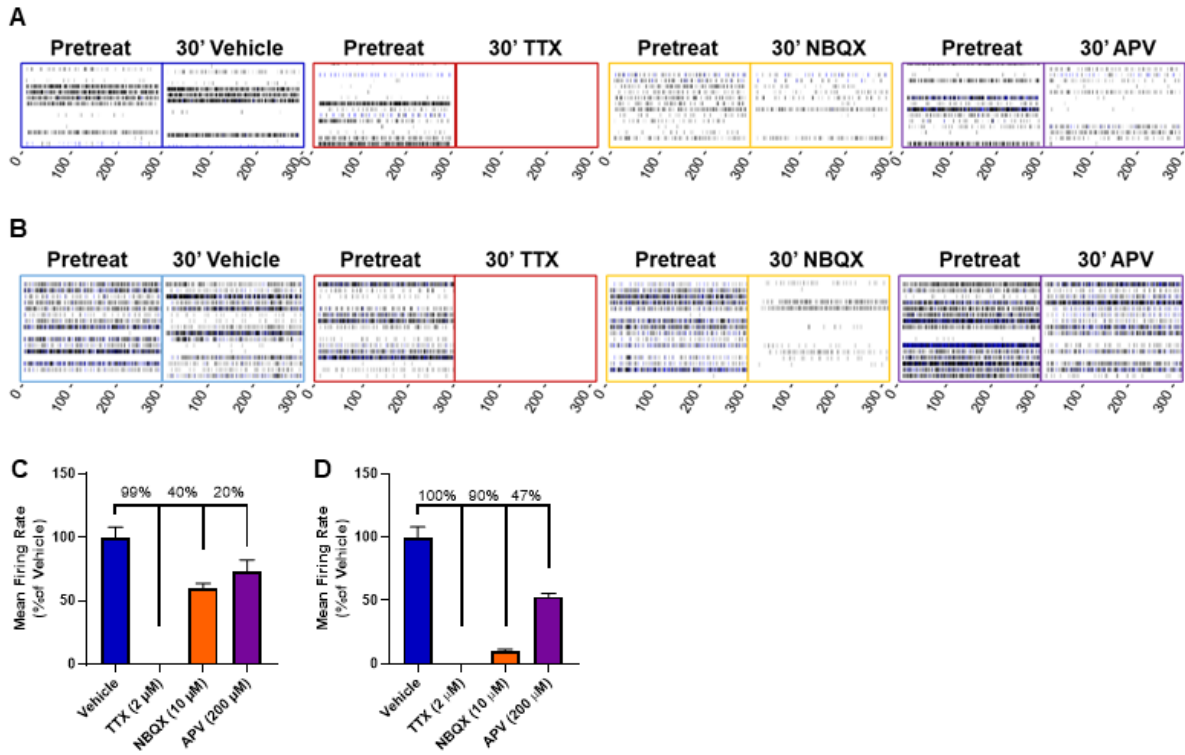 A
Pretreat 30' Vehicle Pretreat 30' TTX Pretreat 30' NBQX Pretreat 30' APV
0 100 200 300 100 200 300 0 100 200 300 100 200 300 0 100 200 300 100 200 300 0 100 200 300 100 200 300
B
Pretreat 30' Vehicle Pretreat 30' TTX Pretreat 30' NBQX Pretreat 30' APV
0 100 200 300 100 200 300 0 100 200 300 100 200 300 0 100 200 300 100 200 300 0 100 200 300 100 200 300
C
Mean Firing Rate
(%of Vehicle)
150
100
50
0
99% 40% 20%
Vehicle
TTX (2 µM)
NBQX (10 µM)
APV (200 µM)
D
Mean Firing Rate
(%of Vehicle)
150
100
50
0
100% 90% 47%
Vehicle
TTX (2 µM)
NBQX (10 µM)
APV (200 µM)